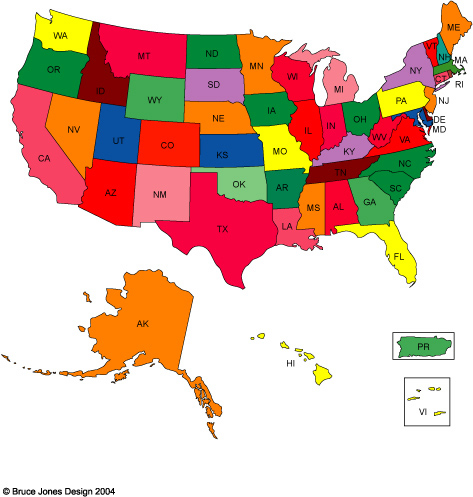 WA
ME
MT
ND
VT
NH
MN
OR
MA
ID
WI
NY
SD
MI
CT
RI
WY
PA
NJ
IA
NE
OH
DE
NV
IL
IN
MD
UT
WV
CO
VA
KS
MO
KY
CA
NC
TN
OK
SC
AZ
AR
NM
GA
MS
AL
TX
LA
FL
AK
PR
HI
VI
© Bruce Jones Design 2004